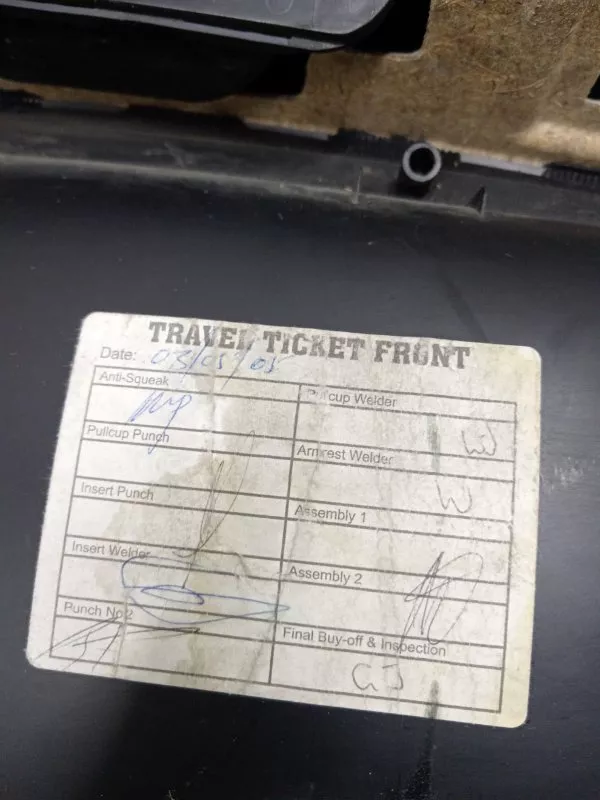 TRAVEL TICKET FRONT
Date: 03/05/05
Anti-Squeak
Pullcup Welder
Pullcup Punch
Armrest Welder
Insert Punch
Assembly 1
Insert Welder
Assembly 2
Punch No 2
Final Buy-off & Inspection